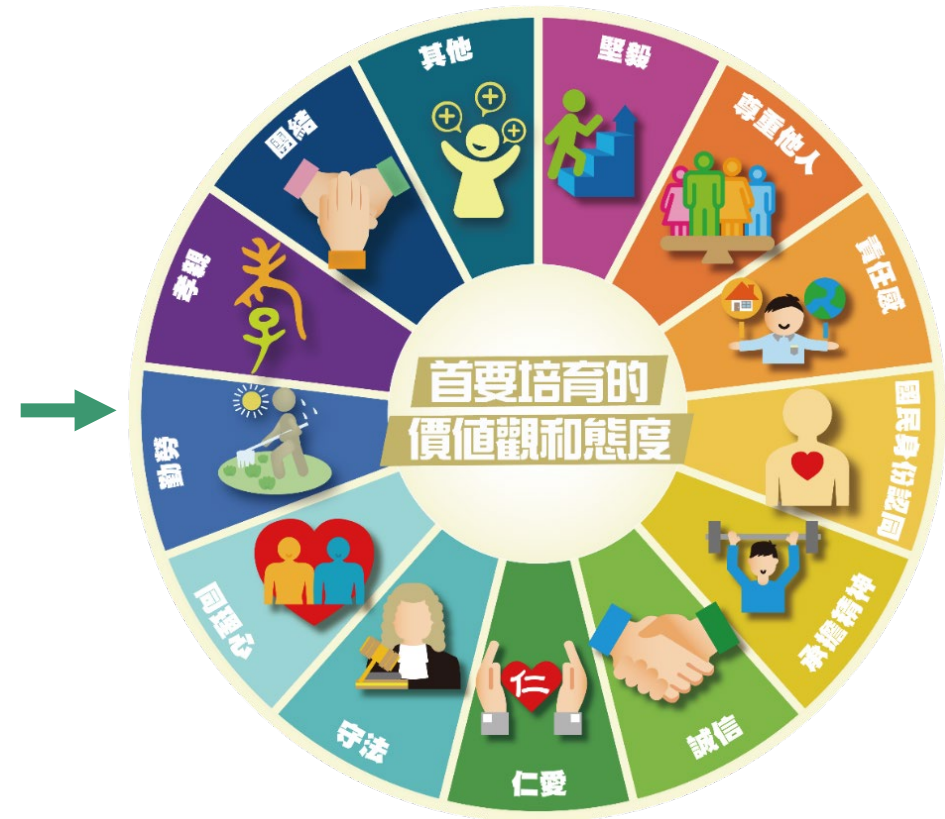 首要培育的
價值觀和態度
堅毅
尊重他人
責任感
國民身份認同
承擔精神
誠信
仁愛
守法
同理心
勤勞
孝親
團結
其他
仁